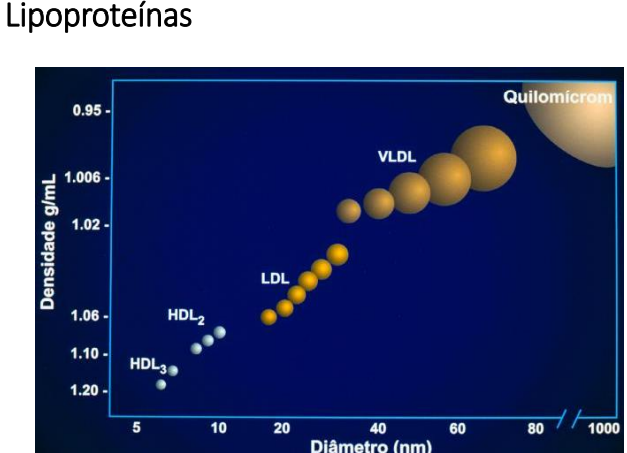 Lipoproteínas
Quilomícrom
0.95 -
VLDL
1.006 -
1.02 -
Densidade g/mL
LDL
1.06 -
HDL2
1.10 -
HDL3
1.20 -
5 10 20 40 60 80 1000
Diâmetro (nm)